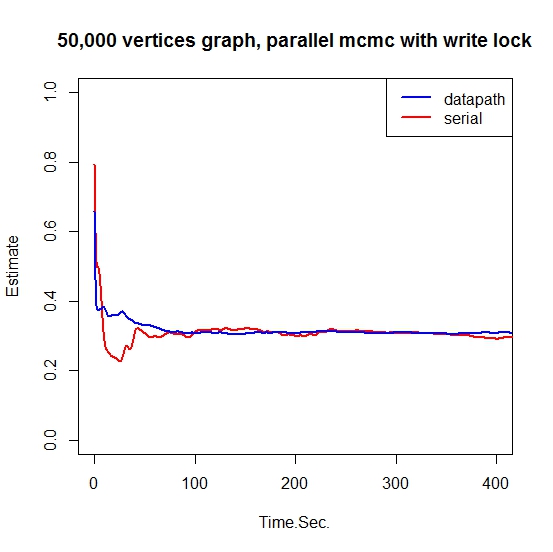 50,000 vertices graph, parallel mcmc with write lock
datapath
serial
Estimate
1.0
0.8
0.6
0.4
0.2
0.0
0
100
200
300
400
Time.Sec.